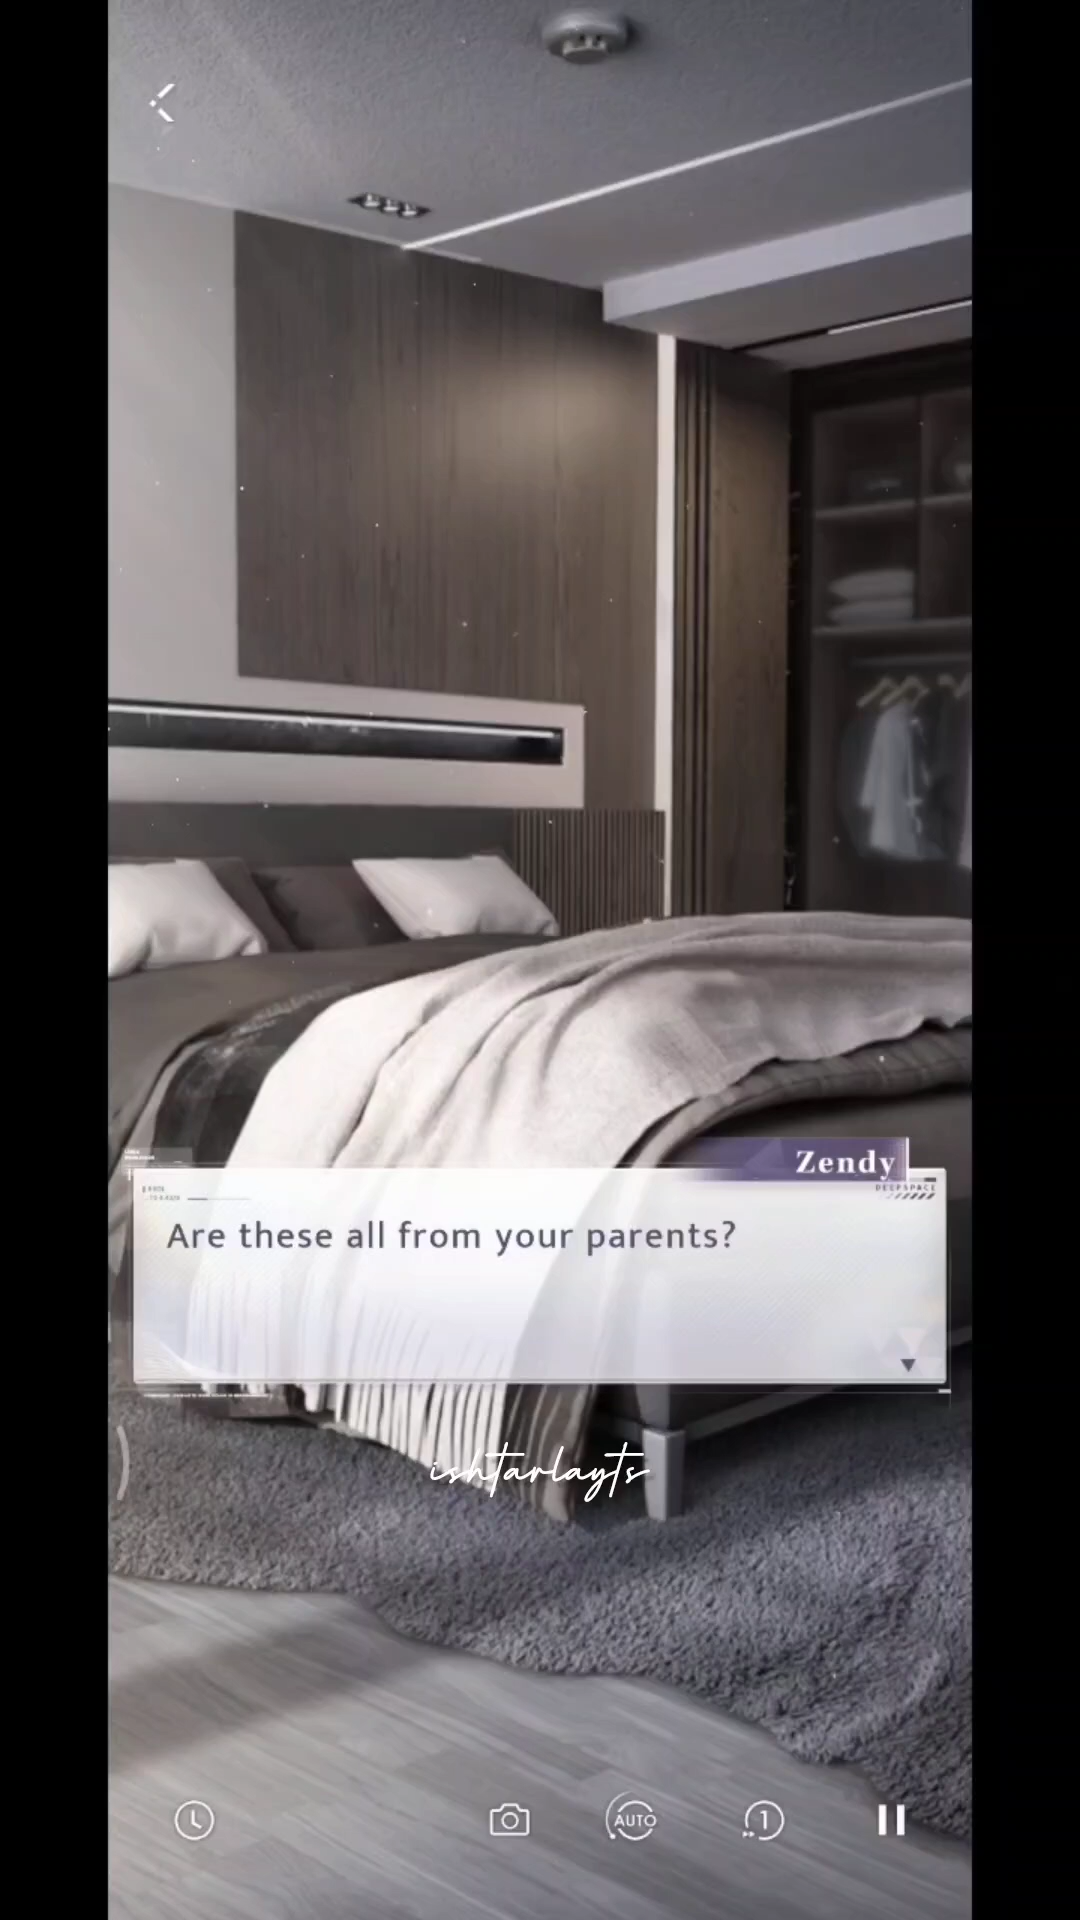 Zendy
DEEPSPACE
Are these all from your parents?
ishtarlayts
AUTO
1